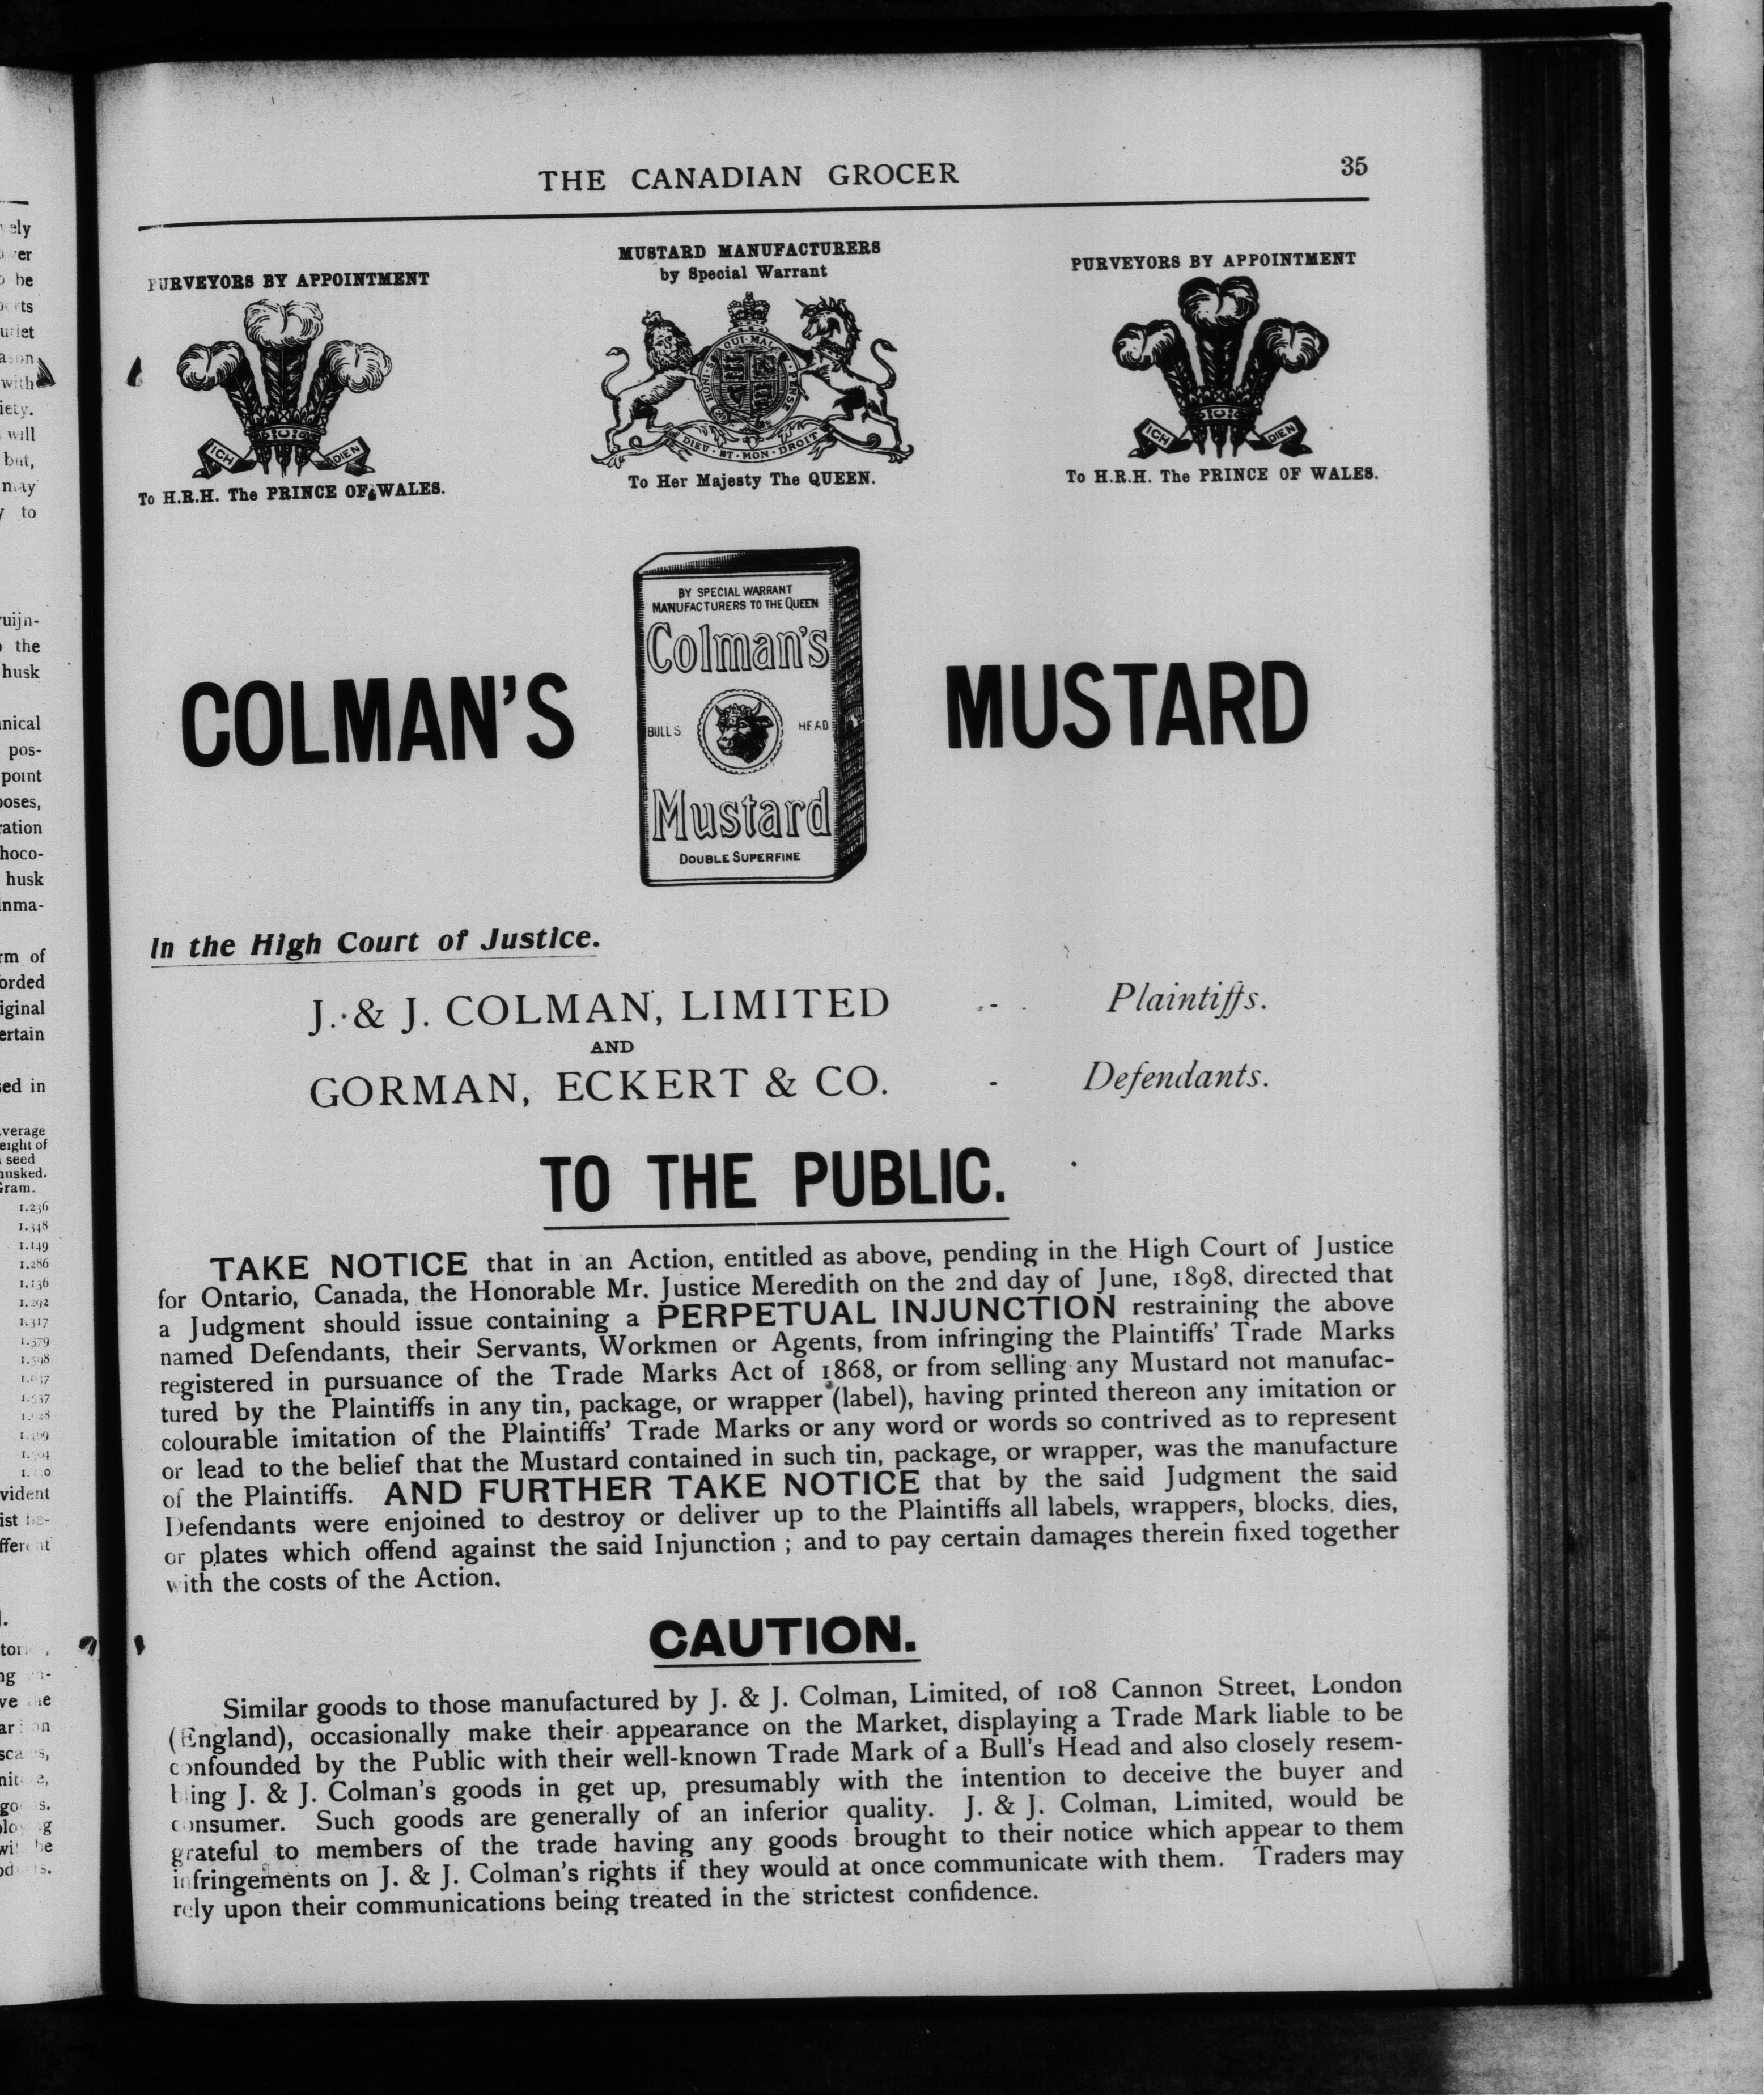 THE CANADIAN GROCER
35
PURVEYORS BY APPOINTMENT
ICH DIEN
To H.R.H. The PRINCE OF WALES.
MUSTARD MANUFACTURERS
by Special Warrant
HONI·SOIT QUI·MAL·Y PENSE
DIEU·ET·MON·DROIT
To Her Majesty The QUEEN.
PURVEYORS BY APPOINTMENT
ICH DIEN
To H.R.H. The PRINCE OF WALES.
COLMAN'S
BY SPECIAL WARRANT
MANUFACTURERS TO THE QUEEN
Colman's
BULLS HEAD
Mustard
DOUBLE SUPERFINE
MUSTARD
In the High Court of Justice.
J. & J. COLMAN, LIMITED - - Plaintiffs.
AND
GORMAN, ECKERT & CO. - Defendants.
TO THE PUBLIC.
TAKE NOTICE that in an Action, entitled as above, pending in the High Court of Justice
for Ontario, Canada, the Honorable Mr. Justice Meredith on the 2nd day of June, 1898, directed that
a Judgment should issue containing a PERPETUAL INJUNCTION restraining the above
named Defendants, their Servants, Workmen or Agents, from infringing the Plaintiffs' Trade Marks
registered in pursuance of the Trade Marks Act of 1868, or from selling any Mustard not manufac-
tured by the Plaintiffs in any tin, package, or wrapper (label), having printed thereon any imitation or
colourable imitation of the Plaintiffs' Trade Marks or any word or words so contrived as to represent
or lead to the belief that the Mustard contained in such tin, package, or wrapper, was the manufacture
of the Plaintiffs. AND FURTHER TAKE NOTICE that by the said Judgment the said
Defendants were enjoined to destroy or deliver up to the Plaintiffs all labels, wrappers, blocks, dies,
or plates which offend against the said Injunction ; and to pay certain damages therein fixed together
with the costs of the Action.
CAUTION.
Similar goods to those manufactured by J. & J. Colman, Limited, of 108 Cannon Street, London
(England), occasionally make their appearance on the Market, displaying a Trade Mark liable to be
confounded by the Public with their well-known Trade Mark of a Bull's Head and also closely resem-
bling J. & J. Colman's goods in get up, presumably with the intention to deceive the buyer and
consumer. Such goods are generally of an inferior quality. J. & J. Colman, Limited, would be
grateful to members of the trade having any goods brought to their notice which appear to them
infringements on J. & J. Colman's rights if they would at once communicate with them. Traders may
rely upon their communications being treated in the strictest confidence.